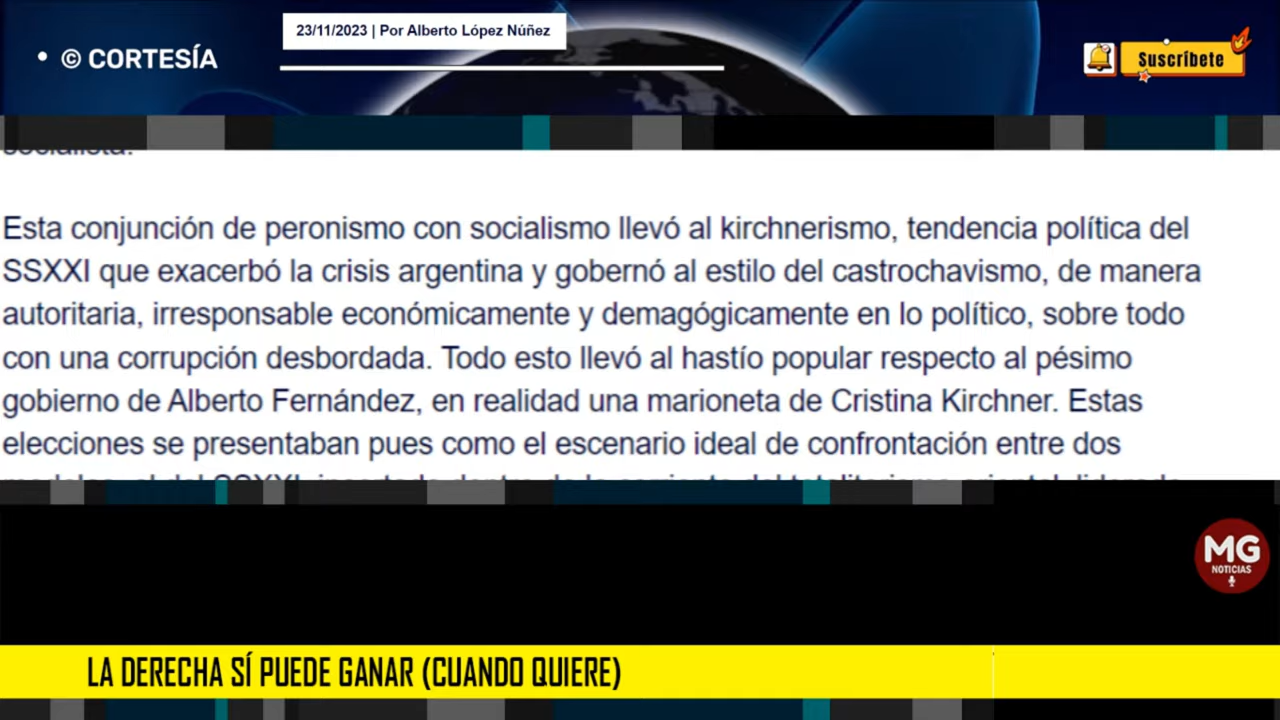 23/11/2023 | Por Alberto López Núñez
• © CORTESÍA
Suscríbete
socialista.
Esta conjunción de peronismo con socialismo llevó al kirchnerismo, tendencia política del
SSXXI que exacerbó la crisis argentina y gobernó al estilo del castrochavismo, de manera
autoritaria, irresponsable económicamente y demagógicamente en lo político, sobre todo
con una corrupción desbordada. Todo esto llevó al hastío popular respecto al pésimo
gobierno de Alberto Fernández, en realidad una marioneta de Cristina Kirchner. Estas
elecciones se presentaban pues como el escenario ideal de confrontación entre dos
MG
NOTICIAS
LA DERECHA SÍ PUEDE GANAR (CUANDO QUIERE)